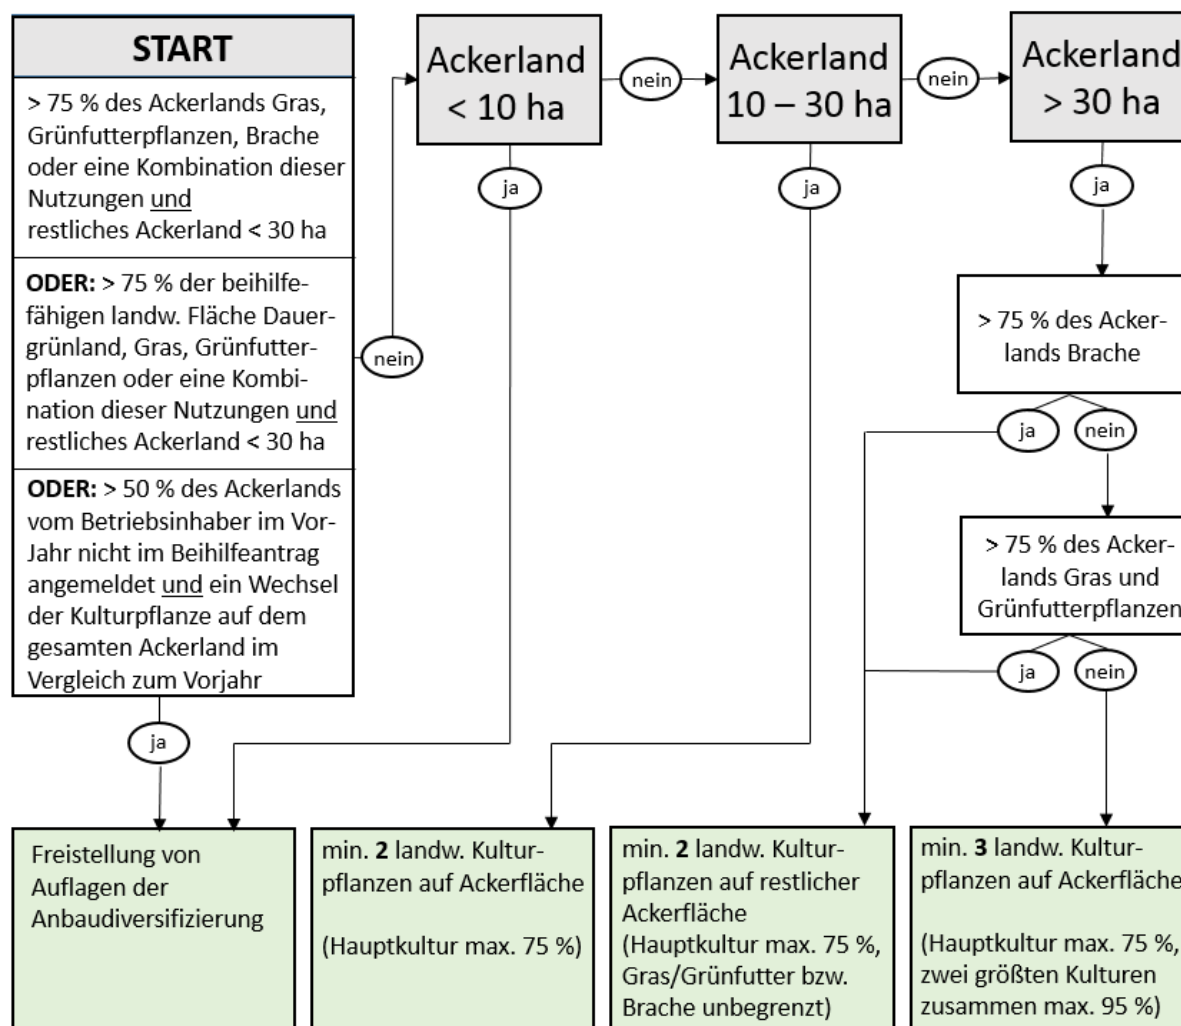 START
> 75 % des Ackerlands Gras,
Grünfutterpflanzen, Brache
oder eine Kombination dieser
Nutzungen und
restliches Ackerland < 30 ha
ODER: > 75 % der beihilfe-
fähigen landw. Fläche Dauer-
grünland, Gras, Grünfutter-
pflanzen oder eine Kombi-
nation dieser Nutzungen und
restliches Ackerland < 30 ha
ODER: > 50 % des Ackerlands
vom Betriebsinhaber im Vor-
Jahr nicht im Beihilfeantrag
angemeldet und ein Wechsel
der Kulturpflanze auf dem
gesamten Ackerland im
Vergleich zum Vorjahr
ja
nein
Ackerland
< 10 ha
nein
ja
Ackerland
10 – 30 ha
nein
ja
Ackerland
> 30 ha
ja
> 75 % des Acker-
lands Brache
ja
nein
> 75 % des Acker-
lands Gras und
Grünfutterpflanzen
ja
nein
Freistellung von
Auflagen der
Anbaudiversifizierung
min. 2 landw. Kultur-
pflanzen auf Ackerfläche
(Hauptkultur max. 75 %)
min. 2 landw. Kultur-
pflanzen auf restlicher
Ackerfläche
(Hauptkultur max. 75 %,
Gras/Grünfutter bzw.
Brache unbegrenzt)
min. 3 landw. Kultur-
pflanzen auf Ackerfläche
(Hauptkultur max. 75 %,
zwei größten Kulturen
zusammen max. 95 %)